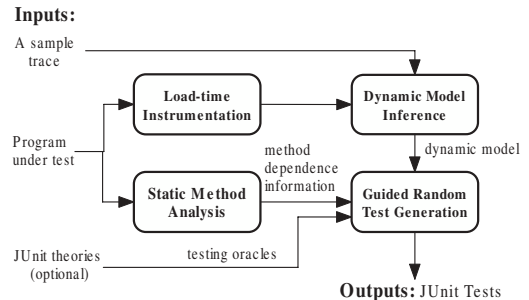 Inputs:
A sample
trace
Load-time
Instrumentation
Dynamic Model
Inference
Program
under test
method
dependence
information
dynamic model
Static Method
Analysis
Guided Random
Test Generation
JUnit theories
(optional)
testing oracles
Outputs: JUnit Tests